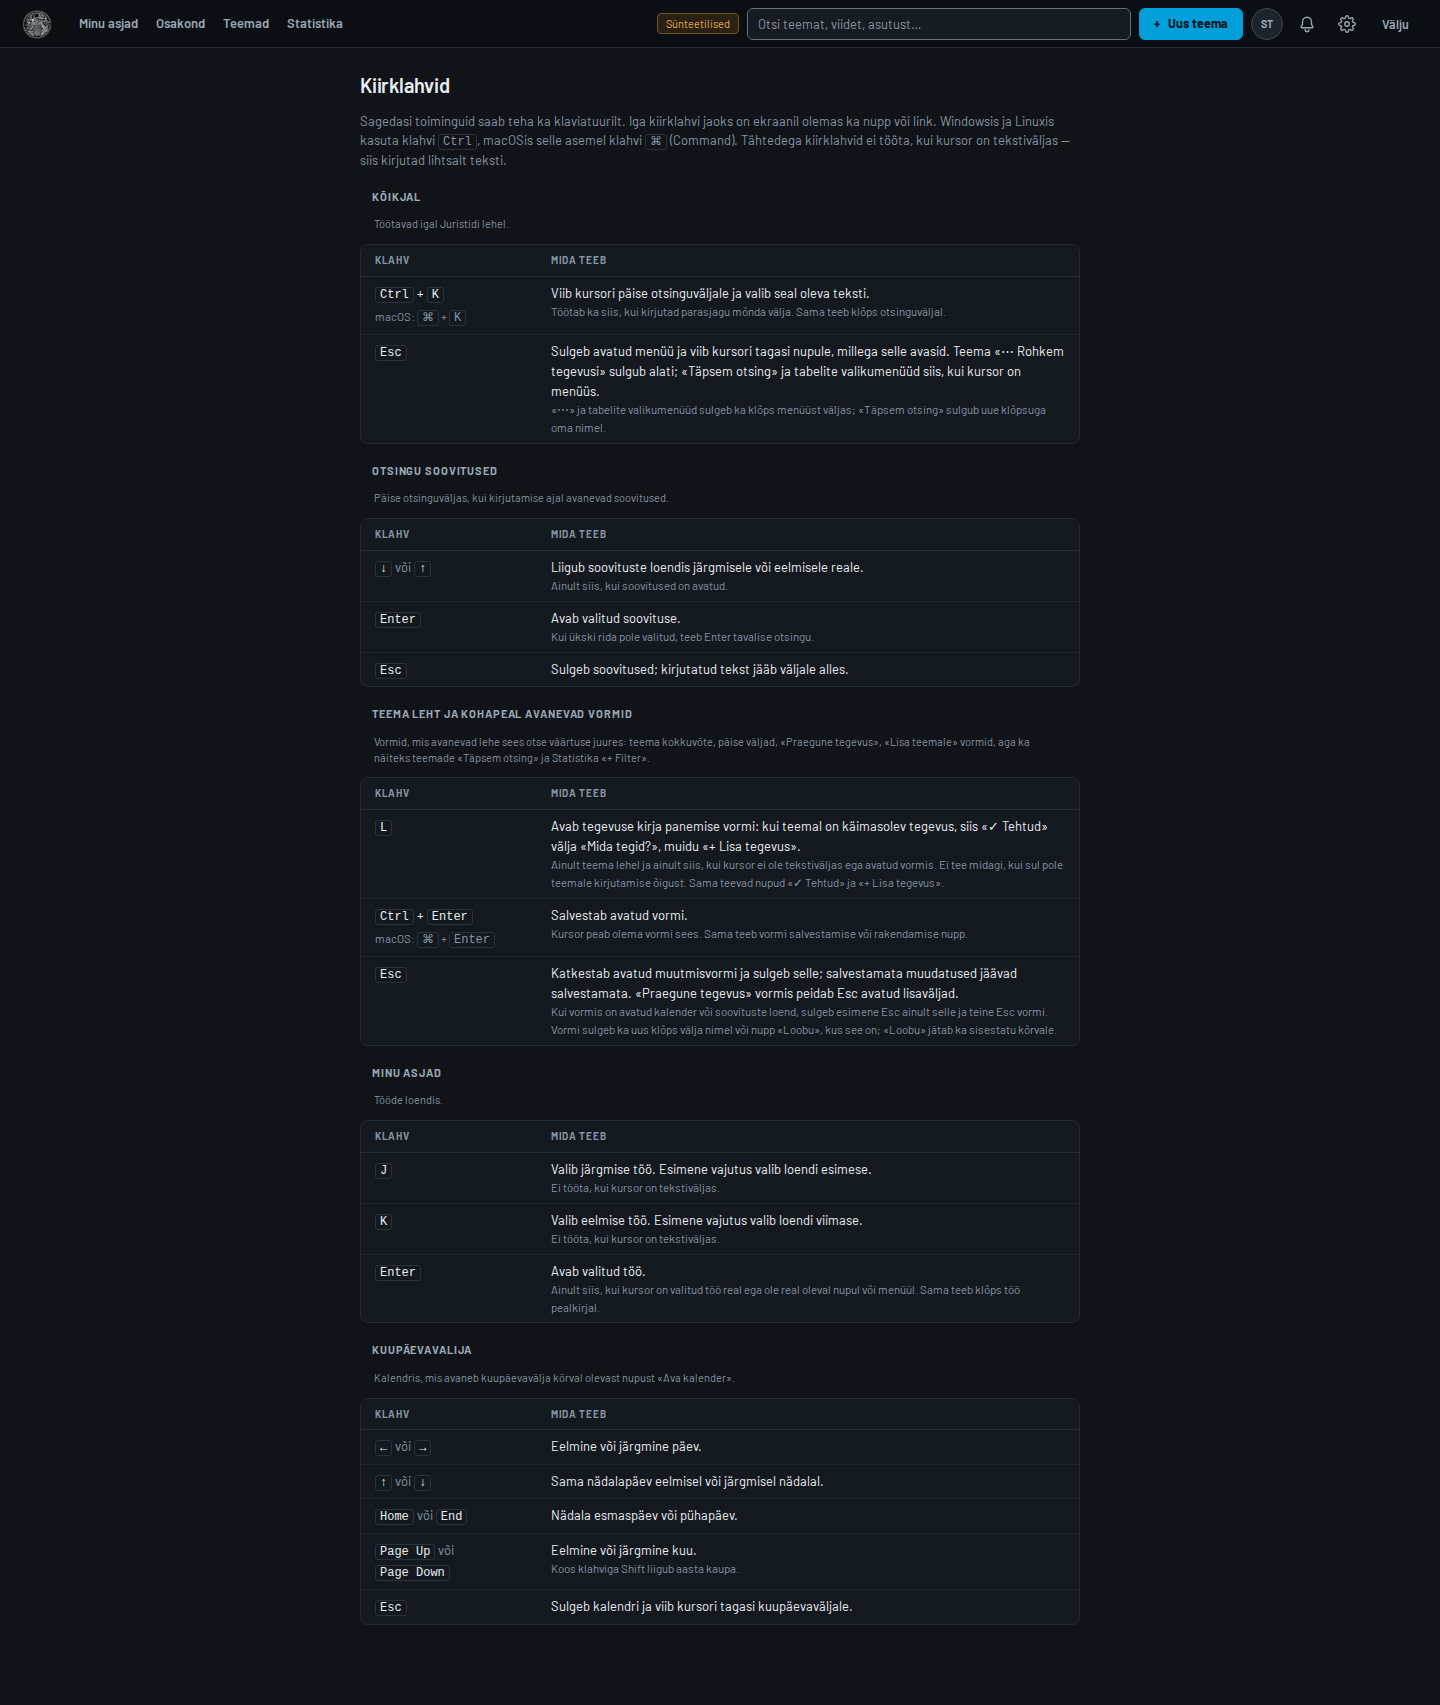 Minu asjad Osakond Teemad Statistika Sünteetilised Otsi teemat, viidet, asutust... + Uus teema ST Välju
Kiirklahvid
Sagedasi toiminguid saab teha ka klaviatuurilt. Iga kiirklahvi jaoks on ekraanil olemas ka nupp või link. Windowsis ja Linuxis
kasuta klahvi Ctrl, macOSis selle asemel klahvi ⌘ (Command). Tähtedega kiirklahvid ei tööta, kui kursor on tekstiväljas —
siis kirjutad lihtsalt teksti.
KÕIKJAL
Töötavad igal Juristidi lehel.
KLAHV MIDA TEEB
Ctrl + K Viib kursori päise otsinguväljale ja valib seal oleva teksti.
macOS: ⌘ + K Töötab ka siis, kui kirjutad parasjagu mõnda välja. Sama teeb klõps otsinguväljal.
Esc Sulgeb avatud menüü ja viib kursori tagasi nupule, millega selle avasid. Teema «⋯ Rohkem
tegevusi» sulgub alati; «Täpsem otsing» ja tabelite valikumenüüd siis, kui kursor on
menüüs.
«⋯» ja tabelite valikumenüüd sulgeb ka klõps menüüst väljas; «Täpsem otsing» sulgub uue klõpsuga
oma nimel.
OTSINGU SOOVITUSED
Päise otsinguväljas, kui kirjutamise ajal avanevad soovitused.
KLAHV MIDA TEEB
↓ või ↑ Liigub soovituste loendis järgmisele või eelmisele reale.
Ainult siis, kui soovitused on avatud.
Enter Avab valitud soovituse.
Kui ükski rida pole valitud, teeb Enter tavalise otsingu.
Esc Sulgeb soovitused; kirjutatud tekst jääb väljale alles.
TEEMA LEHT JA KOHAPEAL AVANEVAD VORMID
Vormid, mis avanevad lehe sees otse väärtuse juures: teema kokkuvõte, päise väljad, «Praegune tegevus», «Lisa teemale» vormid, aga ka
näiteks teemade «Täpsem otsing» ja Statistika «+ Filter».
KLAHV MIDA TEEB
L Avab tegevuse kirja panemise vormi: kui teemal on käimasolev tegevus, siis «✓ Tehtud»
välja «Mida tegid?», muidu «+ Lisa tegevus».
Ainult teema lehel ja ainult siis, kui kursor ei ole tekstiväljas ega avatud vormis. Ei tee midagi, kui sul pole
teemale kirjutamise õigust. Sama teevad nupud «✓ Tehtud» ja «+ Lisa tegevus».
Ctrl + Enter Salvestab avatud vormi.
macOS: ⌘ + Enter Kursor peab olema vormi sees. Sama teeb vormi salvestamise või rakendamise nupp.
Esc Katkestab avatud muutmisvormi ja sulgeb selle; salvestamata muudatused jäävad
salvestamata. «Praegune tegevus» vormis peidab Esc avatud lisaväljad.
Kui vormis on avatud kalender või soovituste loend, sulgeb esimene Esc ainult selle ja teine Esc vormi.
Vormi sulgeb ka uus klõps välja nimel või nupp «Loobu», kus see on; «Loobu» jätab ka sisestatu kõrvale.
MINU ASJAD
Tööde loendis.
KLAHV MIDA TEEB
J Valib järgmise töö. Esimene vajutus valib loendi esimese.
Ei tööta, kui kursor on tekstiväljas.
K Valib eelmise töö. Esimene vajutus valib loendi viimase.
Ei tööta, kui kursor on tekstiväljas.
Enter Avab valitud töö.
Ainult siis, kui kursor on valitud töö real ega ole real oleval nupul või menüül. Sama teeb klõps töö
pealkirjal.
KUUPÄEVAVALIJA
Kalendris, mis avaneb kuupäevavälja kõrval olevast nupust «Ava kalender».
KLAHV MIDA TEEB
← või → Eelmine või järgmine päev.
↑ või ↓ Sama nädalapäev eelmisel või järgmisel nädalal.
Home või End Nädala esmaspäev või pühapäev.
Page Up või Eelmine või järgmine kuu.
Page Down Koos klahviga Shift liigub aasta kaupa.
Esc Sulgeb kalendri ja viib kursori tagasi kuupäevaväljale.